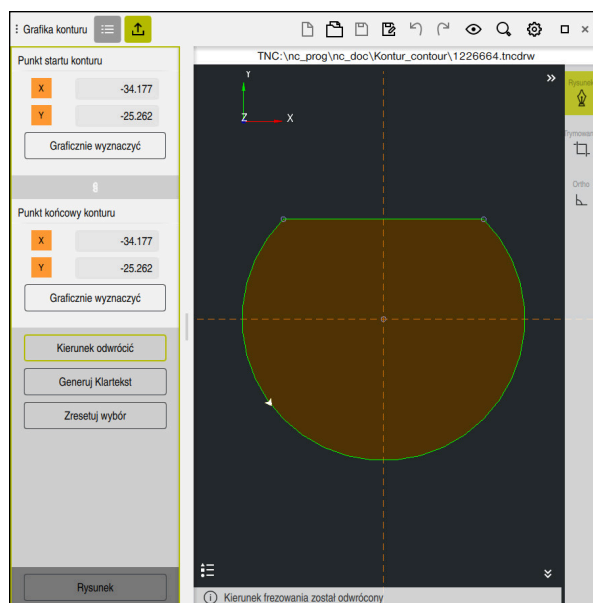 Grafika konturu
TNC:\nc_prog\nc_doc\Kontur_contour\1226664.tncdrw
Punkt startu konturu
X -34.177
Y -25.262
Graficznie wyznaczyć
Punkt końcowy konturu
X -34.177
Y -25.262
Graficznie wyznaczyć
Kierunek odwrócić
Generuj Klartekst
Zresetuj wybór
Rysunek
Y
Z X
Rysunek
Trymowan
Ortho
Kierunek frezowania został odwrócony